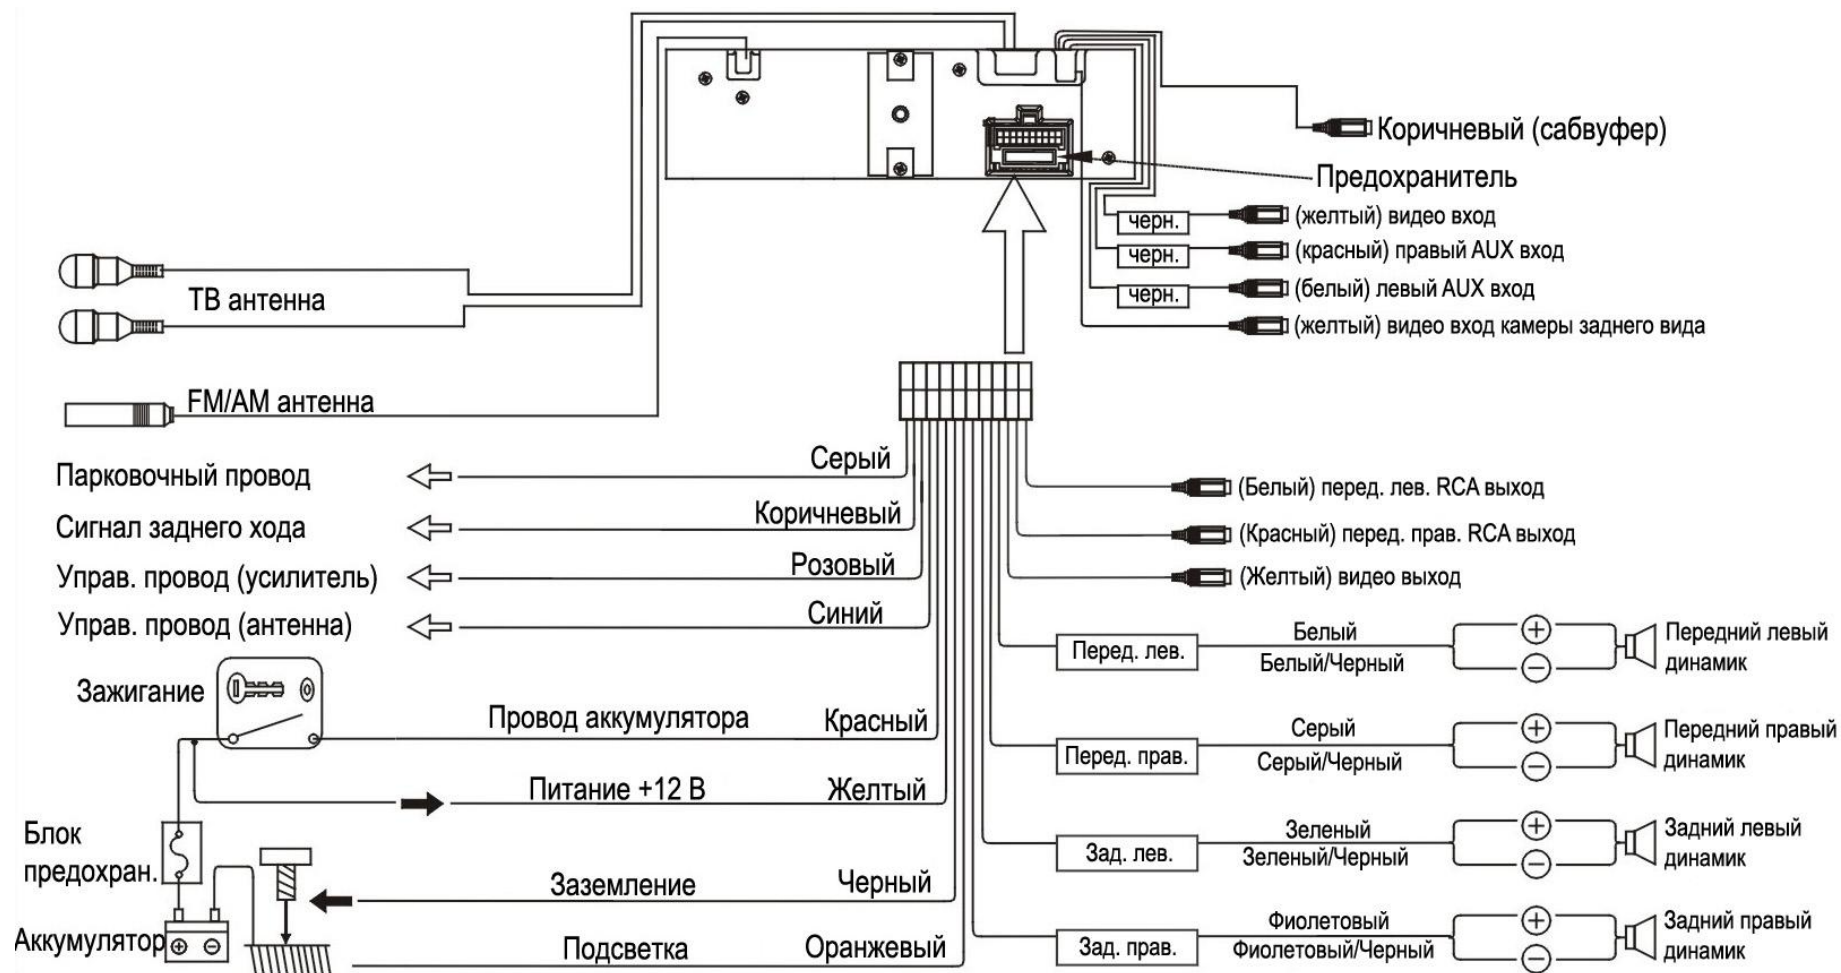 Коричневый (сабвуфер)
Предохранитель
черн.
(желтый) видео вход
черн.
(красный) правый AUX вход
черн.
(белый) левый AUX вход
(желтый) видео вход камеры заднего вида
ТВ антенна
FM/AM антенна
Парковочный провод
Серый
Сигнал заднего хода
Коричневый
Управ. провод (усилитель)
Розовый
Управ. провод (антенна)
Синий
(Белый) перед. лев. RCA выход
(Красный) перед. прав. RCA выход
(Желтый) видео выход
Зажигание
Провод аккумулятора
Красный
Питание +12 В
Желтый
Блок
предохран.
Заземление
Черный
Аккумулятор
Подсветка
Оранжевый
Перед. лев.
Белый
Белый/Черный
Передний левый
динамик
Перед. прав.
Серый
Серый/Черный
Передний правый
динамик
Зад. лев.
Зеленый
Зеленый/Черный
Задний левый
динамик
Зад. прав.
Фиолетовый
Фиолетовый/Черный
Задний правый
динамик